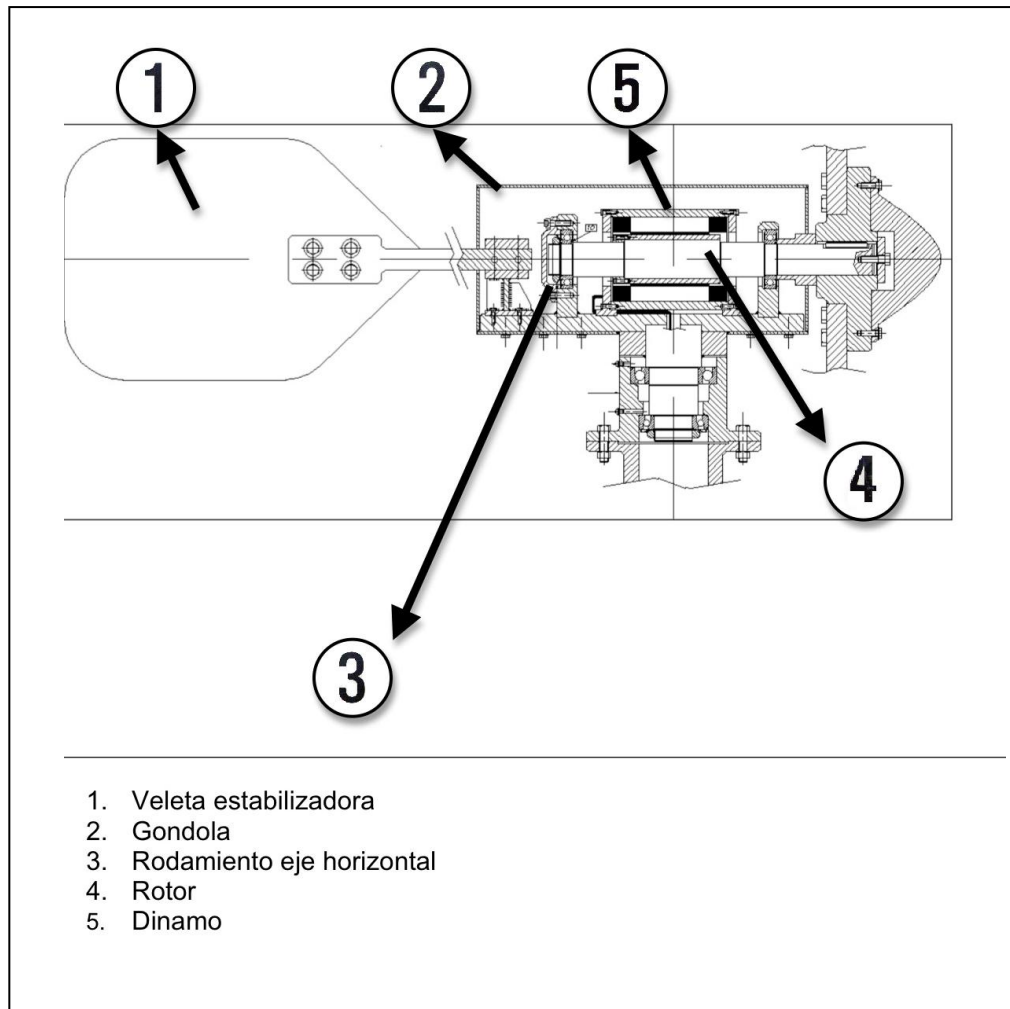 1
2
5
4
3
1. Veleta estabilizadora
2. Gondola
3. Rodamiento eje horizontal
4. Rotor
5. Dinamo